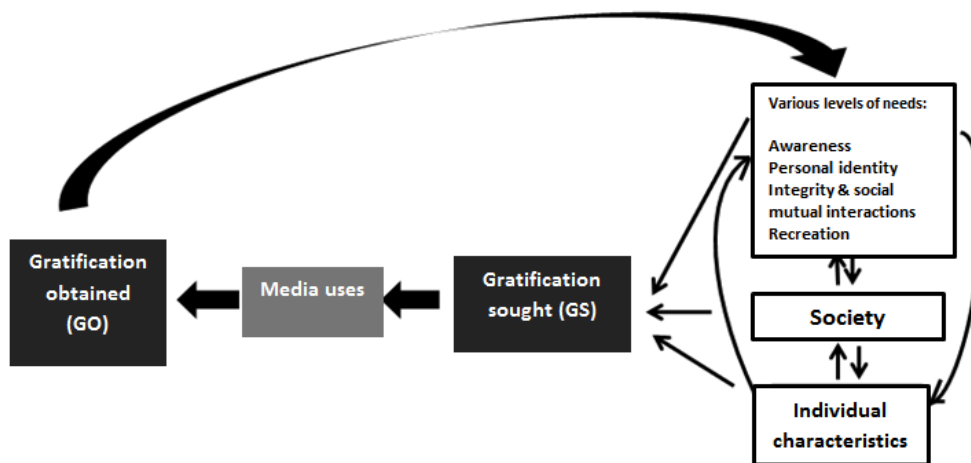 Various levels of needs:
Awareness
Personal identity
Integrity & social
mutual interactions
Recreation
Gratification
obtained
(GO)
Media uses
Gratification
sought (GS)
Society
Individual
characteristics